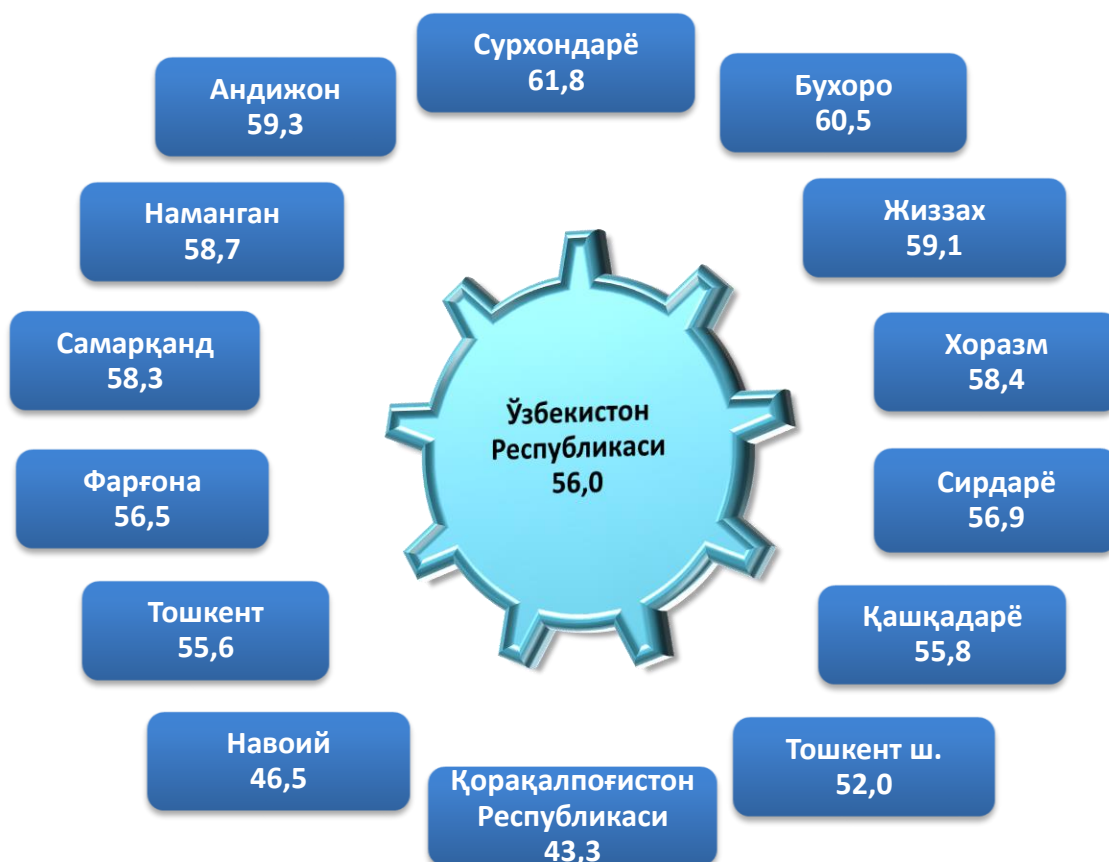 Сурхондарё
61,8
Андижон
59,3
Бухоро
60,5
Наманган
58,7
Жиззах
59,1
Самарқанд
58,3
Хоразм
58,4
Ўзбекистон
Республикаси
56,0
Фарғона
56,5
Сирдарё
56,9
Тошкент
55,6
Қашқадарё
55,8
Навоий
46,5
Тошкент ш.
52,0
Қорақалпоғистон
Республикаси
43,3